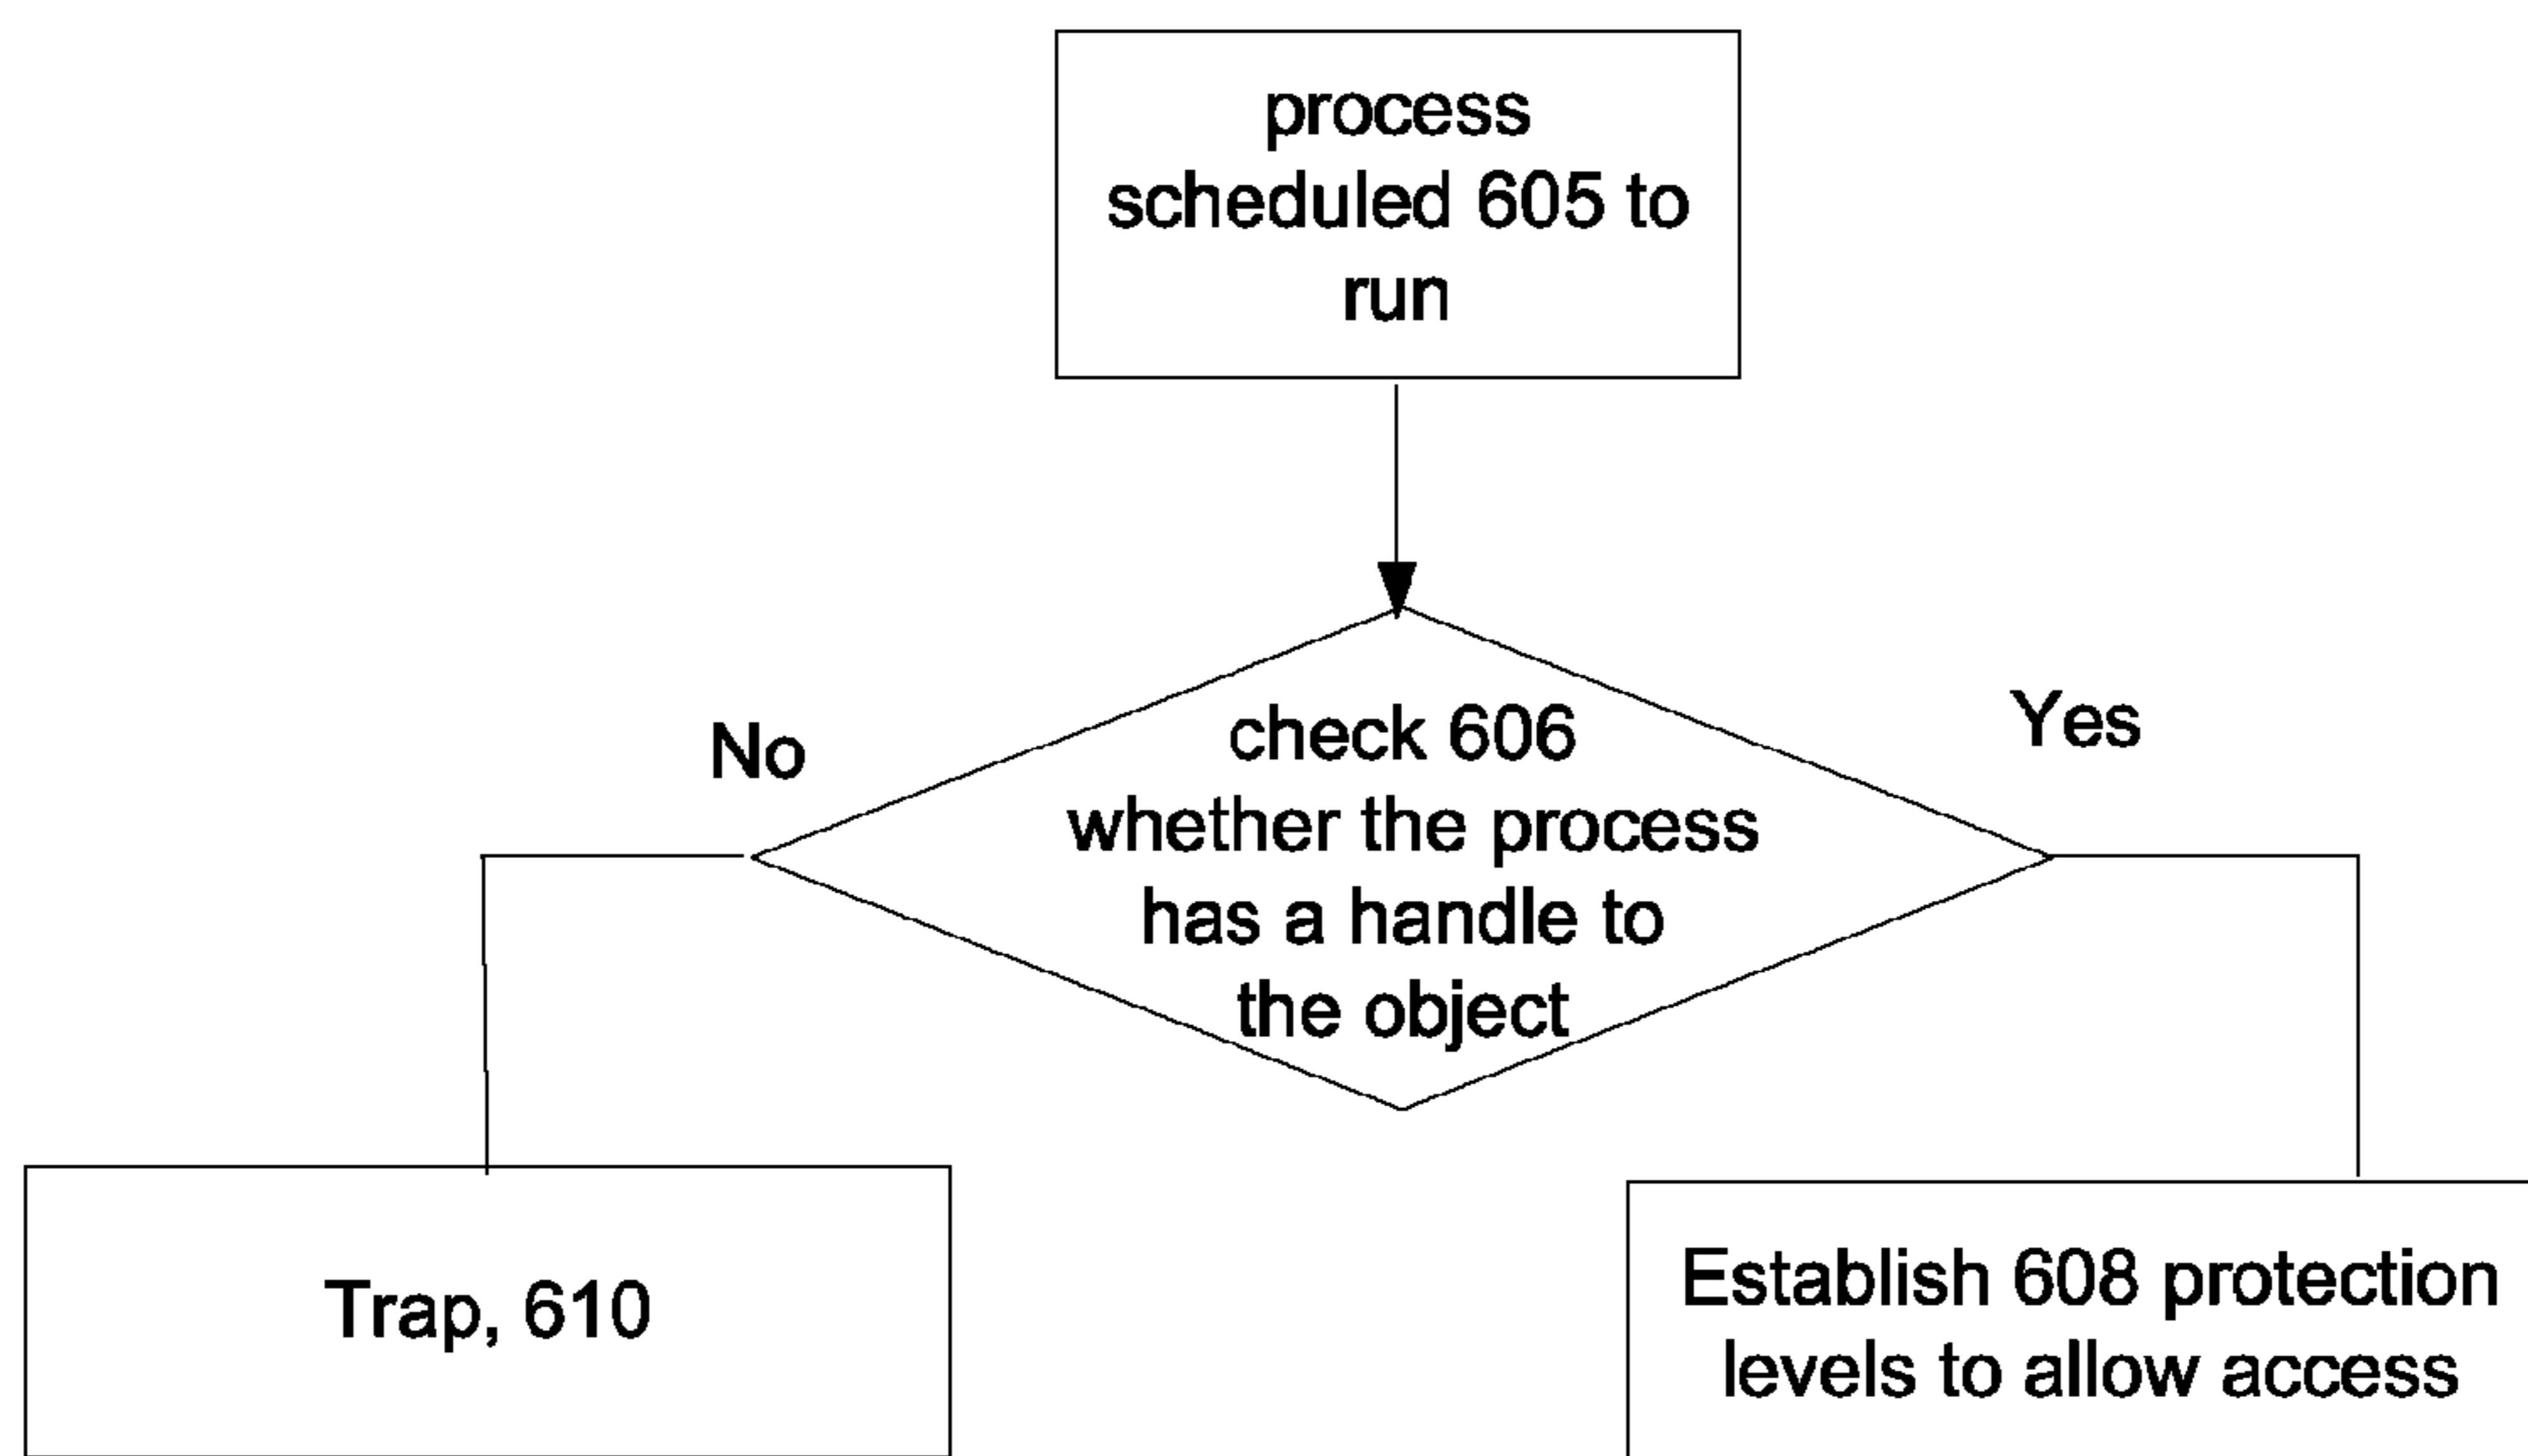 process
scheduled 605 to
run
No
Yes
check 606
whether the process
has a handle to
the object
Trap, 610
Establish 608 protection
levels to allow access